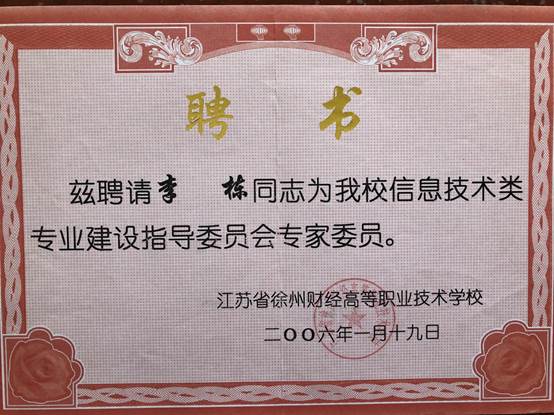 聘 书
兹聘请李 栋同志为我校信息技术类
专业建设指导委员会专家委员。
江苏省徐州财经高等职业技术学校
二〇〇六年一月十九日